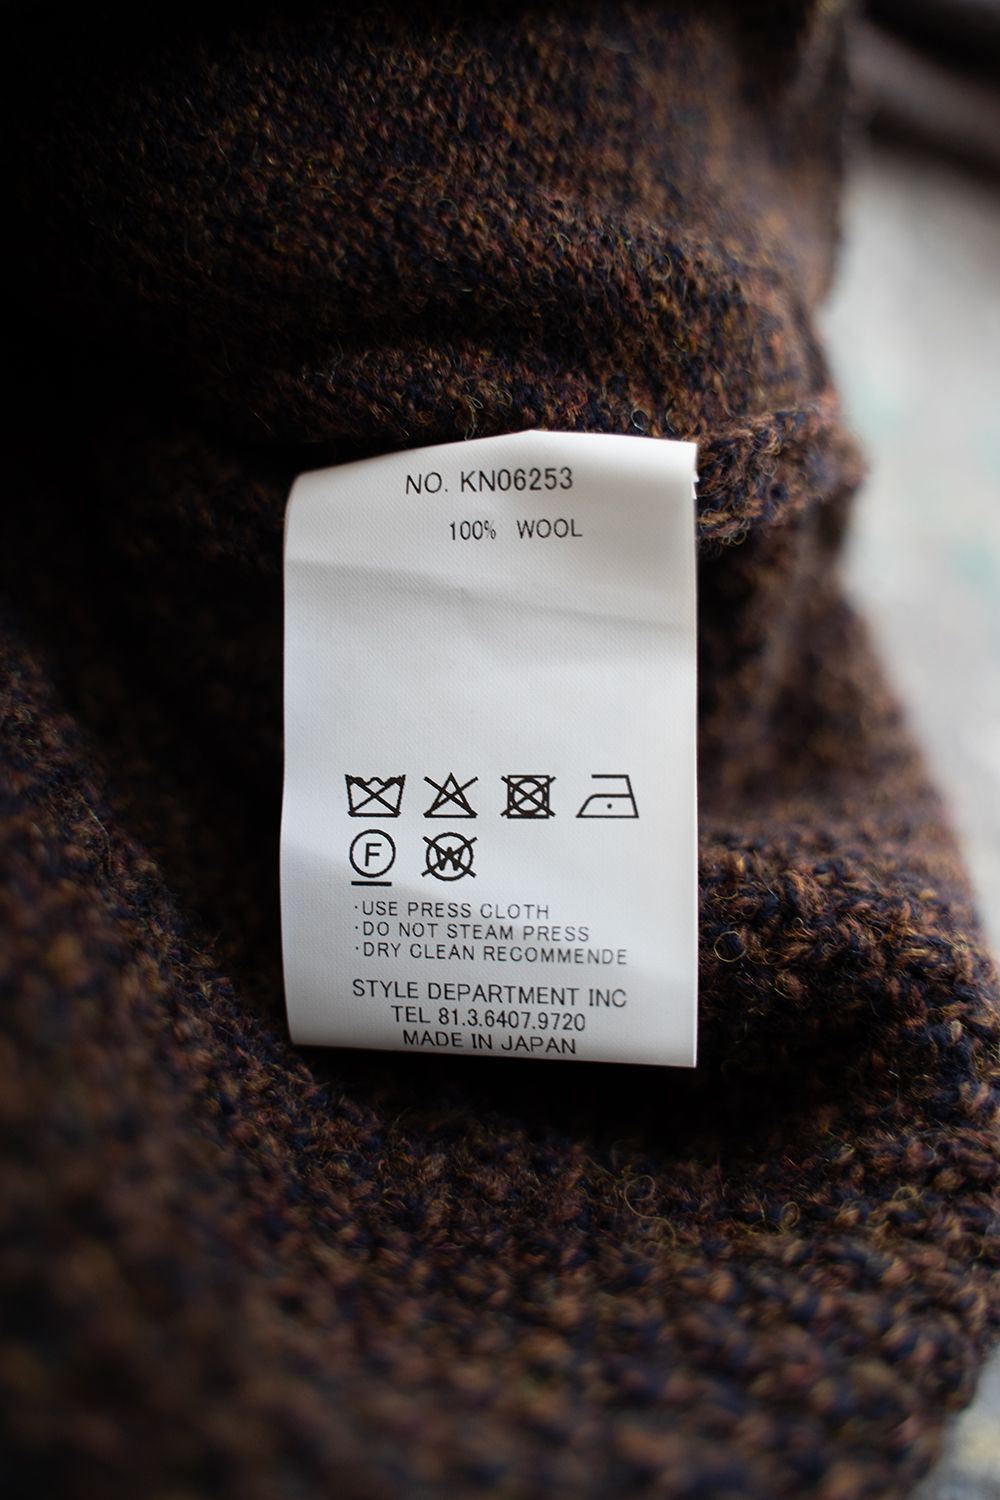 NO. KN06253
100% WOOL
F W
·USE PRESS CLOTH
·DO NOT STEAM PRESS
·DRY CLEAN RECOMMENDE
STYLE DEPARTMENT INC
TEL 81.3.6407.9720
MADE IN JAPAN